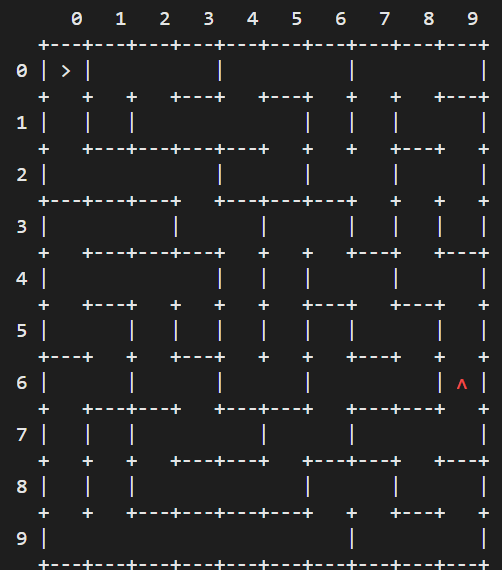 0   1   2   3   4   5   6   7   8   9
  +---+---+---+---+---+---+---+---+---+---+
0 | > |           |           |           |
  +   +   +   +---+   +---+   +   +   +---+
1 |   |   |               |   |   |       |
  +   +---+---+---+---+   +   +   +---+   +
2 |               |       |       |       |
  +---+---+---+   +---+---+---+   +   +   +
3 |           |       |       |   |   |   |
  +   +---+---+---+   +   +   +---+   +---+
4 |               |   |   |       |       |
  +   +---+   +   +   +   +---+   +---+   +
5 |       |   |   |   |   |   |       |   |
  +---+   +   +---+   +   +   +---+   +   +
6 |       |       |       |           | ^ |
  +   +---+---+   +---+---+   +---+---+   +
7 |   |   |           |       |           |
  +   +   +   +---+---+   +---+---+   +---+
8 |   |   |               |       |       |
  +   +   +---+---+---+---+   +   +---+   +
9 |                           |           |
  +---+---+---+---+---+---+---+---+---+---+